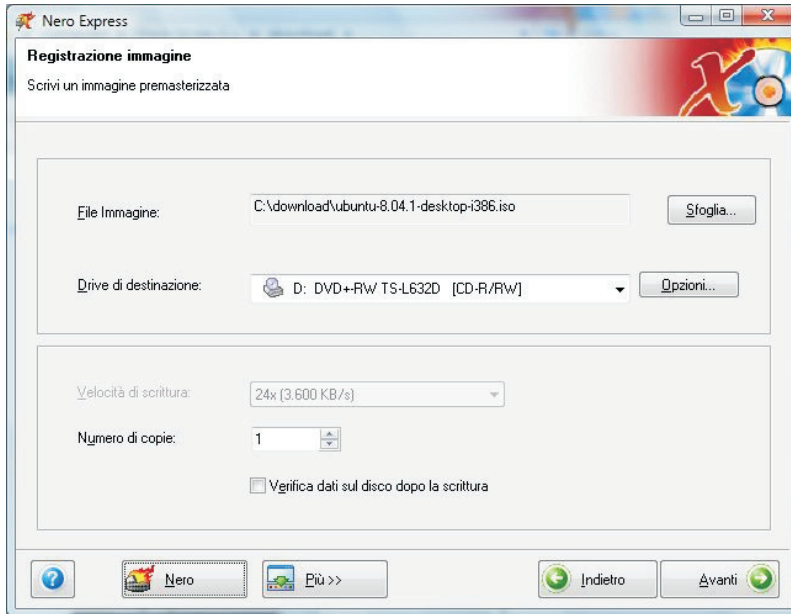 Nero Express
Registrazione immagine
Scrivi un immagine premasterizzata
File Immagine: C:\download\ubuntu-8.04.1-desktop-i386.iso Sfoglia...
Drive di destinazione: D: DVD+-RW TS-L632D [CD-R/RW] Opzioni...
Velocità di scrittura: 24x (3.600 KB/s)
Numero di copie: 1
Verifica dati sul disco dopo la scrittura
? Nero Più >> Indietro Avanti